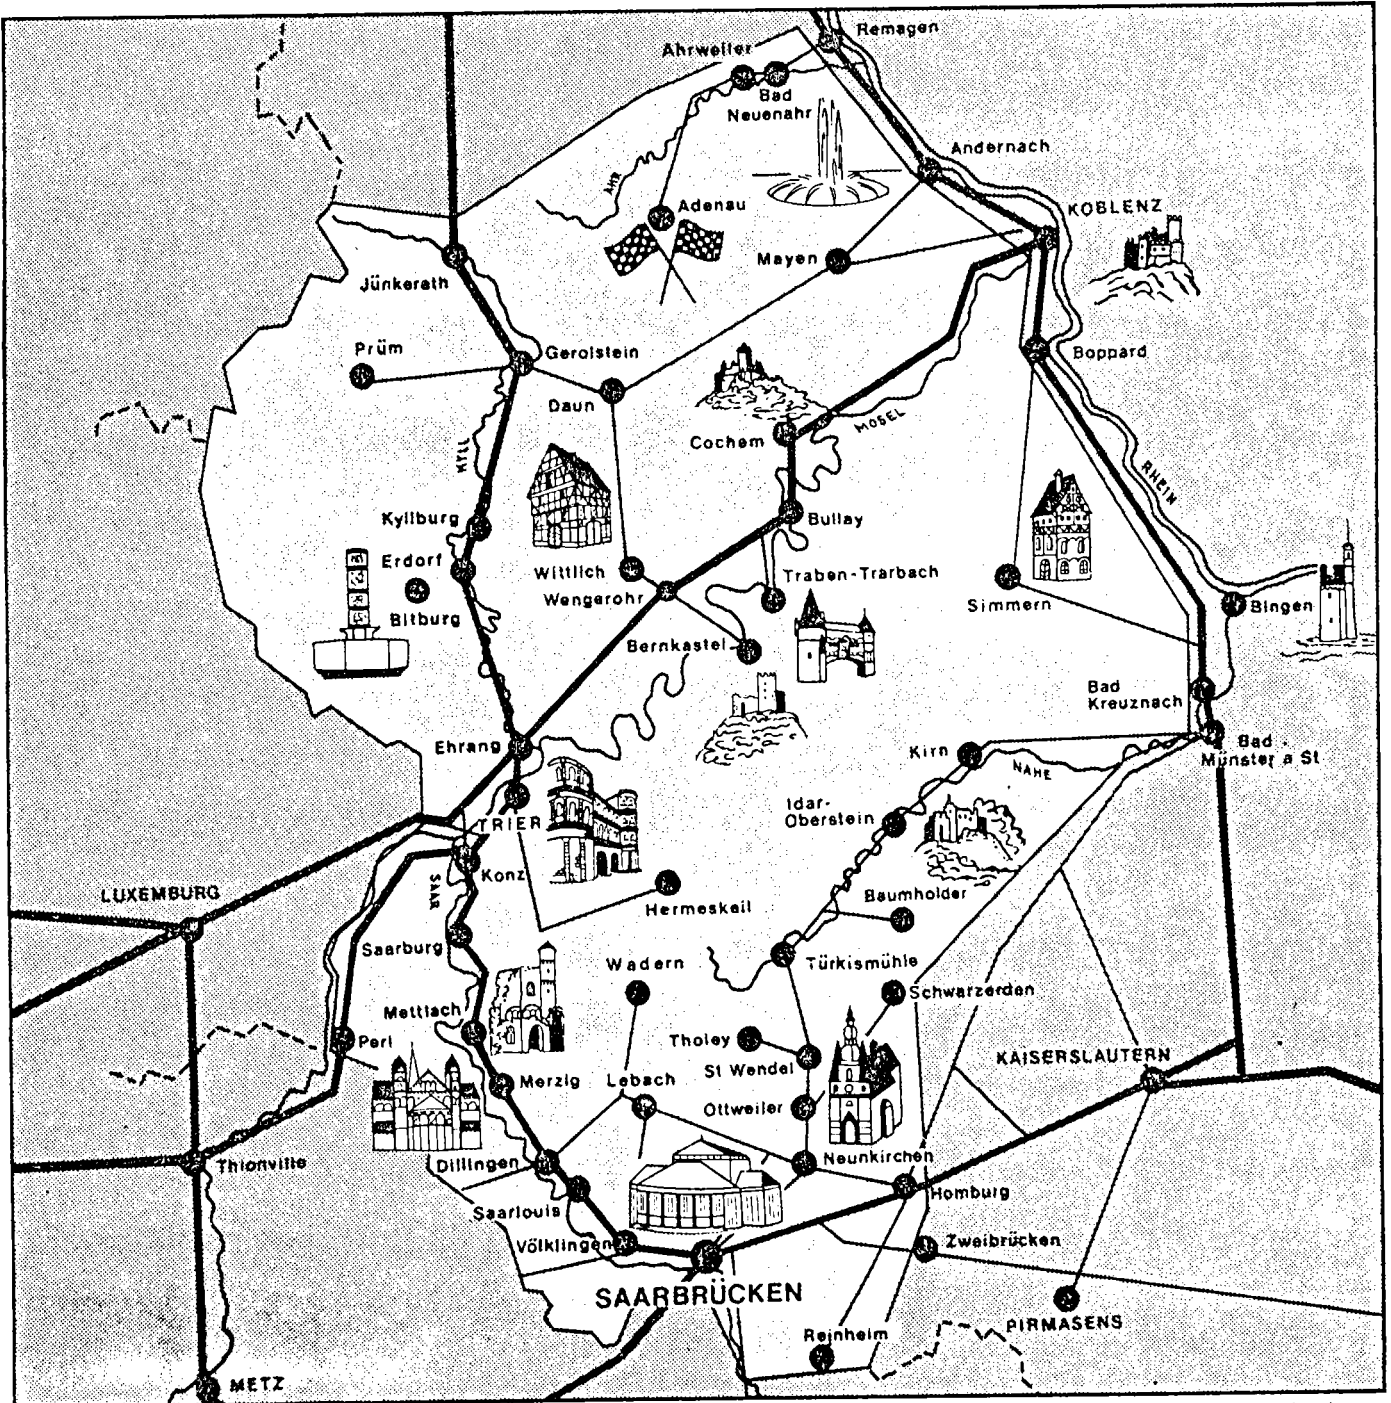 Remagen
Ahrweiler
Bad
Neuenahr
Andernach
AHR
Adenau
KOBLENZ
Mayen
Jünkerath
Prüm
Gerolstein
Boppard
Daun
MOSEL
Cochem
KYLL
RHEIN
Kyllburg
Bullay
Erdorf
Wittlich
Traben-Trarbach
Wengerohr
Simmern
Bingen
Bitburg
Bernkastel
Bad
Kreuznach
Ehrang
Kirn
Bad
Münster a St
NAHE
Idar-
Oberstein
TRIER
Konz
SAAR
LUXEMBURG
Hermeskeil
Baumholder
Saarburg
Wadern
Türkismühle
Schwarzerden
Mettlach
Perl
Tholey
St Wendel
KAISERSLAUTERN
Merzig
Lebach
Ottweiler
Thionville
Dillingen
Neunkirchen
Homburg
Saarlouis
Völklingen
Zweibrücken
SAARBRÜCKEN
PIRMASENS
Reinheim
METZ